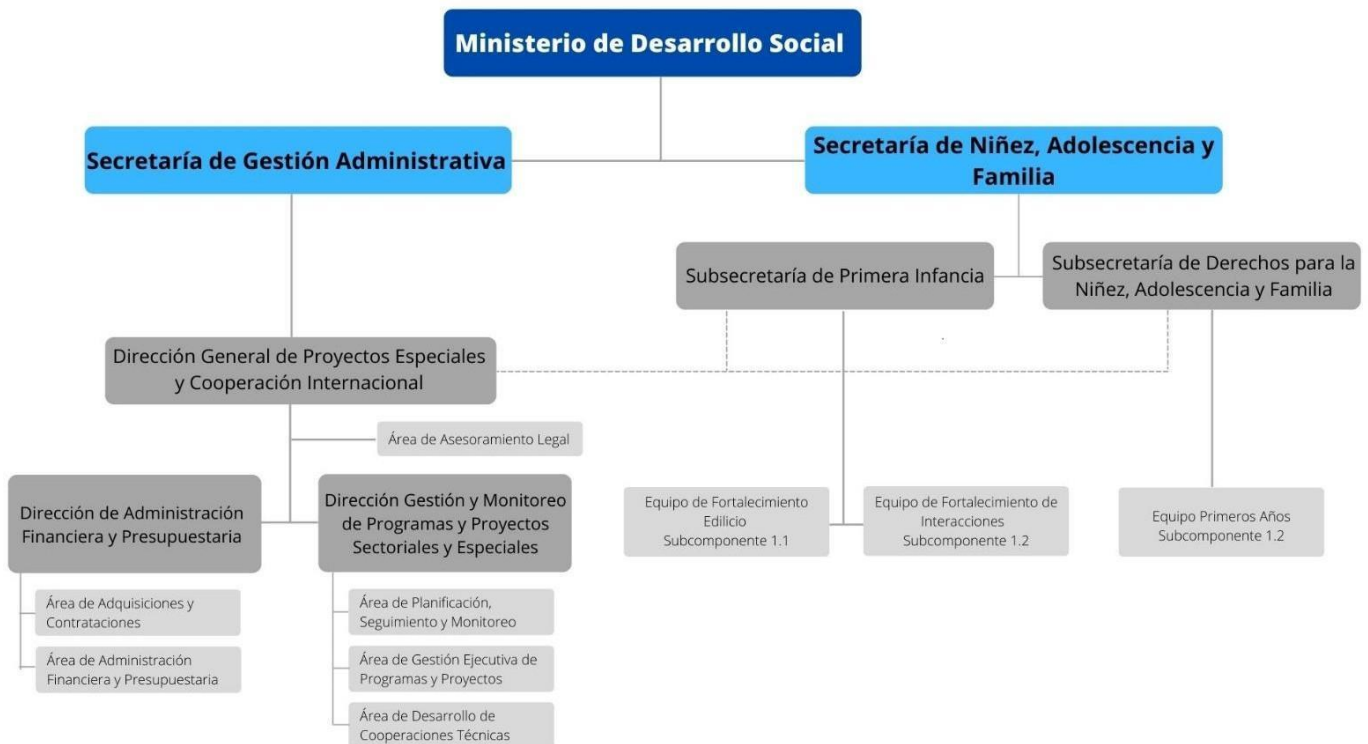 Ministerio de Desarrollo Social
Secretaría de Gestión Administrativa
Secretaría de Niñez, Adolescencia y
Familia
Subsecretaría de Primera Infancia
Subsecretaría de Derechos para la
Niñez, Adolescencia y Familia
Dirección General de Proyectos Especiales
y Cooperación Internacional
Área de Asesoramiento Legal
Dirección de Administración
Financiera y Presupuestaria
Dirección Gestión y Monitoreo
de Programas y Proyectos
Sectoriales y Especiales
Equipo de Fortalecimiento
Edilicio
Subcomponente 1.1
Equipo de Fortalecimiento de
Interacciones
Subcomponente 1.2
Equipo Primeros Años
Subcomponente 1.2
Área de Adquisiciones y
Contrataciones
Área de Administración
Financiera y Presupuestaria
Área de Planificación,
Seguimiento y Monitoreo
Área de Gestión Ejecutiva de
Programas y Proyectos
Área de Desarrollo de
Cooperaciones Técnicas